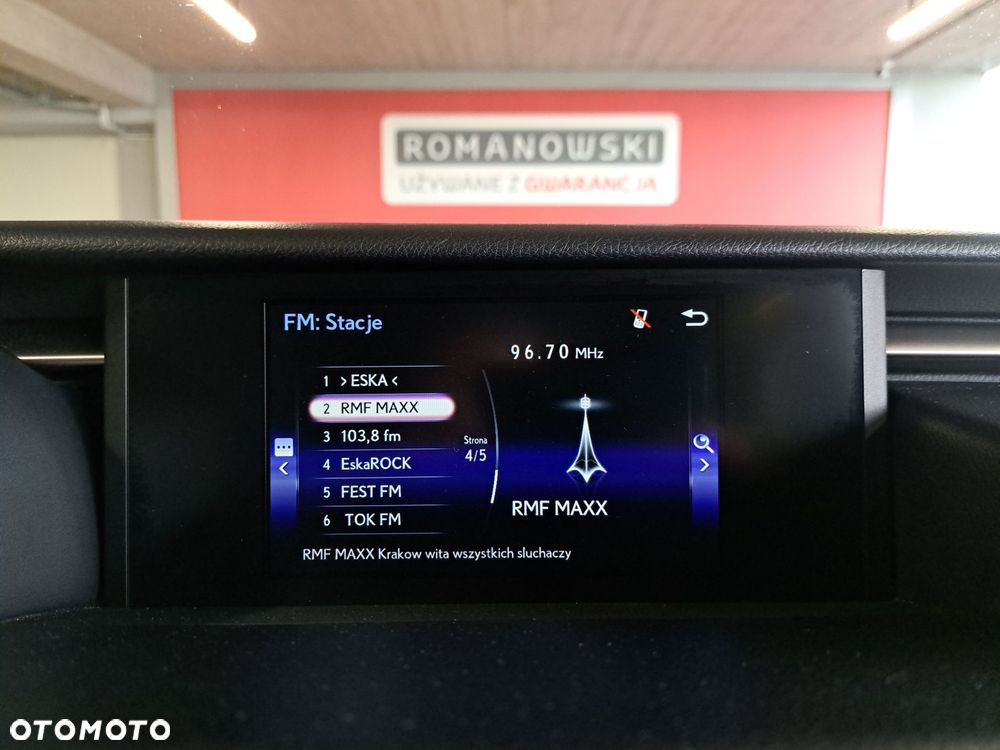 ROMANOWSKI
UŻYWANE Z GWARANCJĄ
FM: Stacje
96.70 MHz
1 >ESKA<
2 RMF MAXX
3 103,8 fm
4 EskaROCK
5 FEST FM
6 TOK FM
Strona
4/5
RMF MAXX
RMF MAXX Krakow wita wszystkich sluchaczy
OTOMOTO